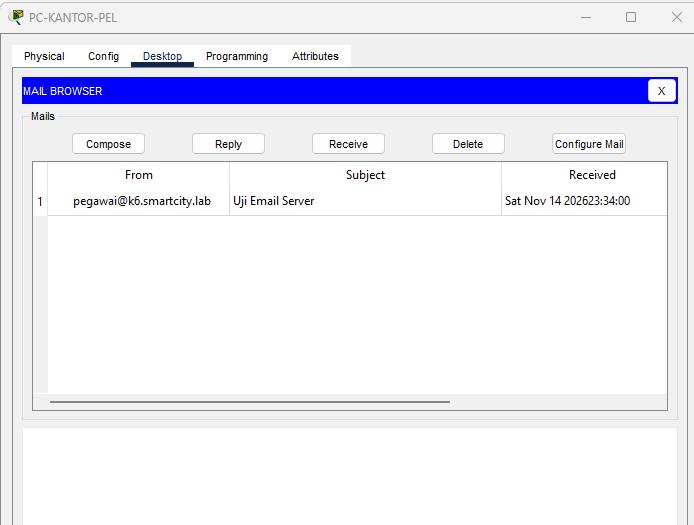 PC-KANTOR-PEL
Physical Config Desktop Programming Attributes
MAIL BROWSER X
Mails
Compose Reply Receive Delete Configure Mail
From Subject Received
1 pegawai@k6.smartcity.lab Uji Email Server Sat Nov 14 202623:34:00